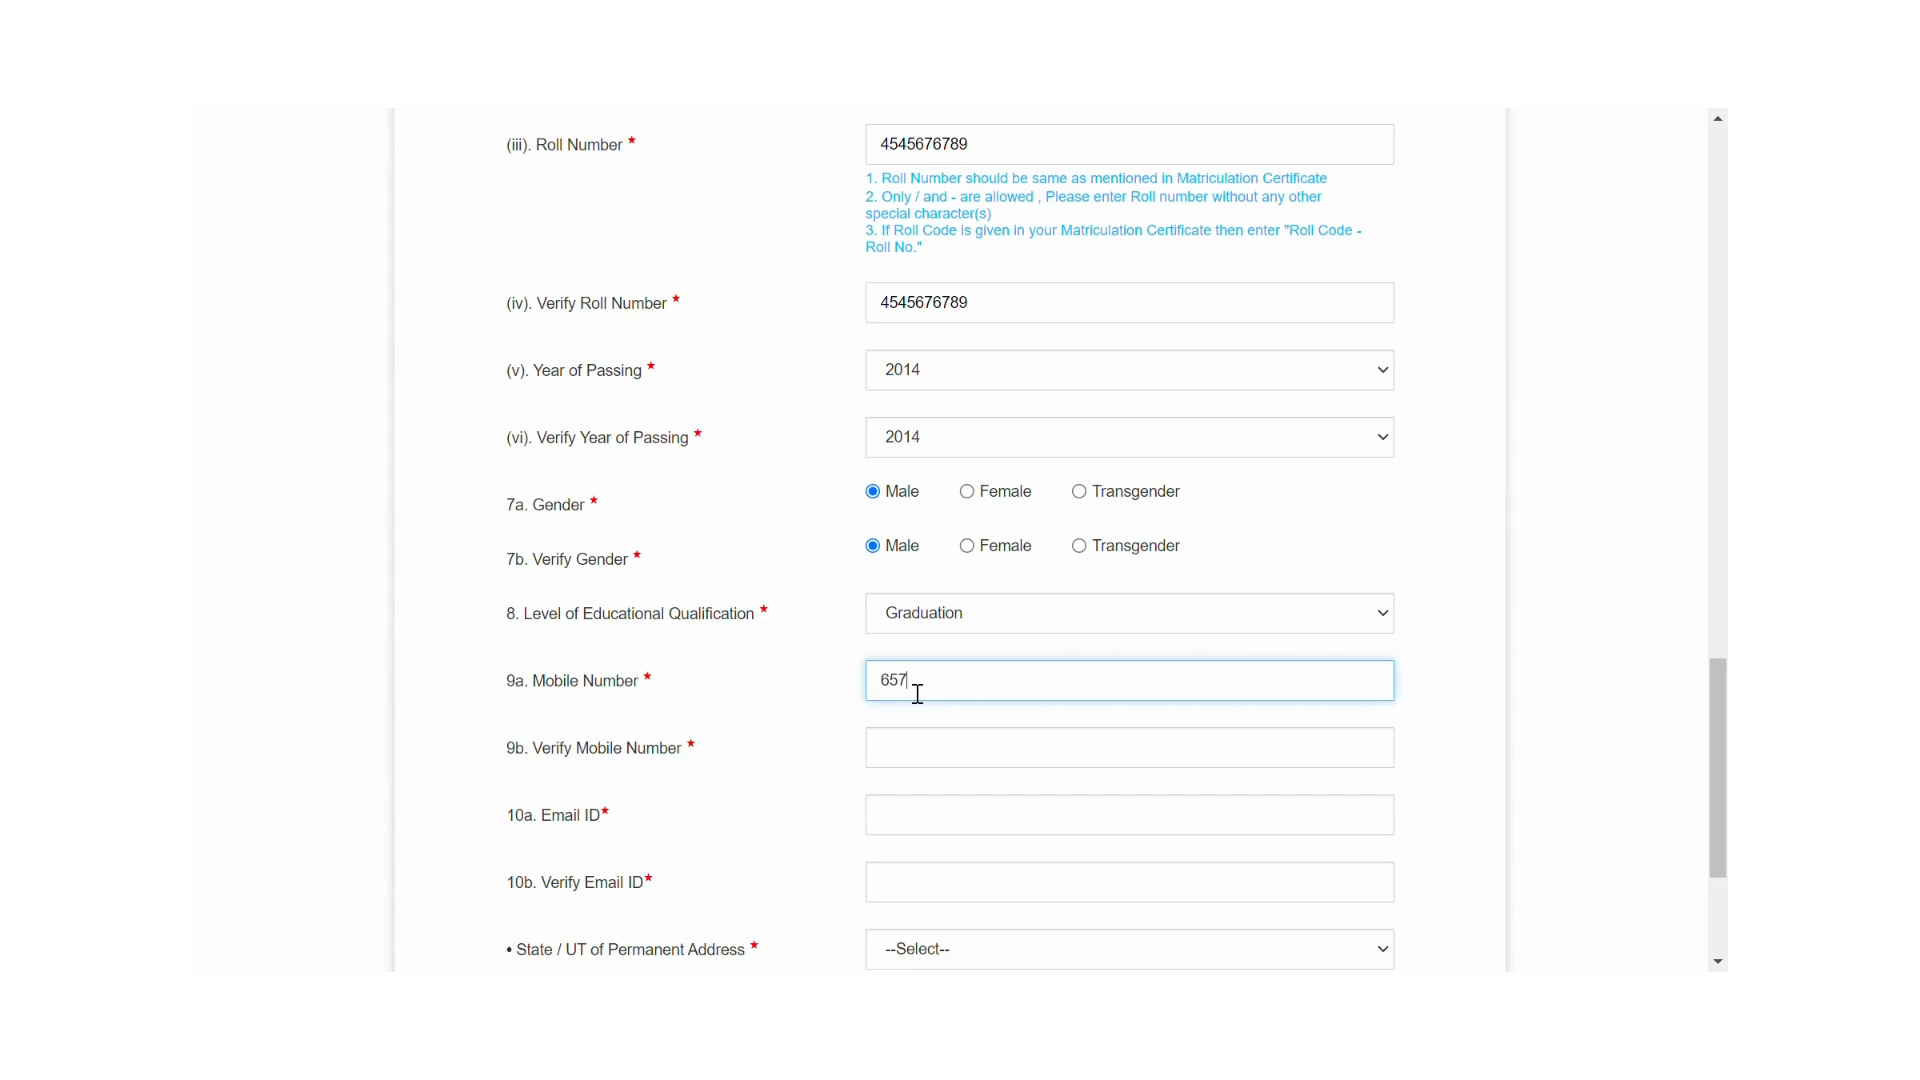 (iii). Roll Number *
4545676789
1. Roll Number should be same as mentioned in Matriculation Certificate
2. Only / and - are allowed , Please enter Roll number without any other
special character(s)
3. If Roll Code is given in your Matriculation Certificate then enter "Roll Code -
Roll No."
(iv). Verify Roll Number *
4545676789
(v). Year of Passing *
2014
(vi). Verify Year of Passing *
2014
7a. Gender *
Male Female Transgender
7b. Verify Gender *
Male Female Transgender
8. Level of Educational Qualification *
Graduation
9a. Mobile Number *
657
9b. Verify Mobile Number *
10a. Email ID*
10b. Verify Email ID*
• State / UT of Permanent Address *
--Select--